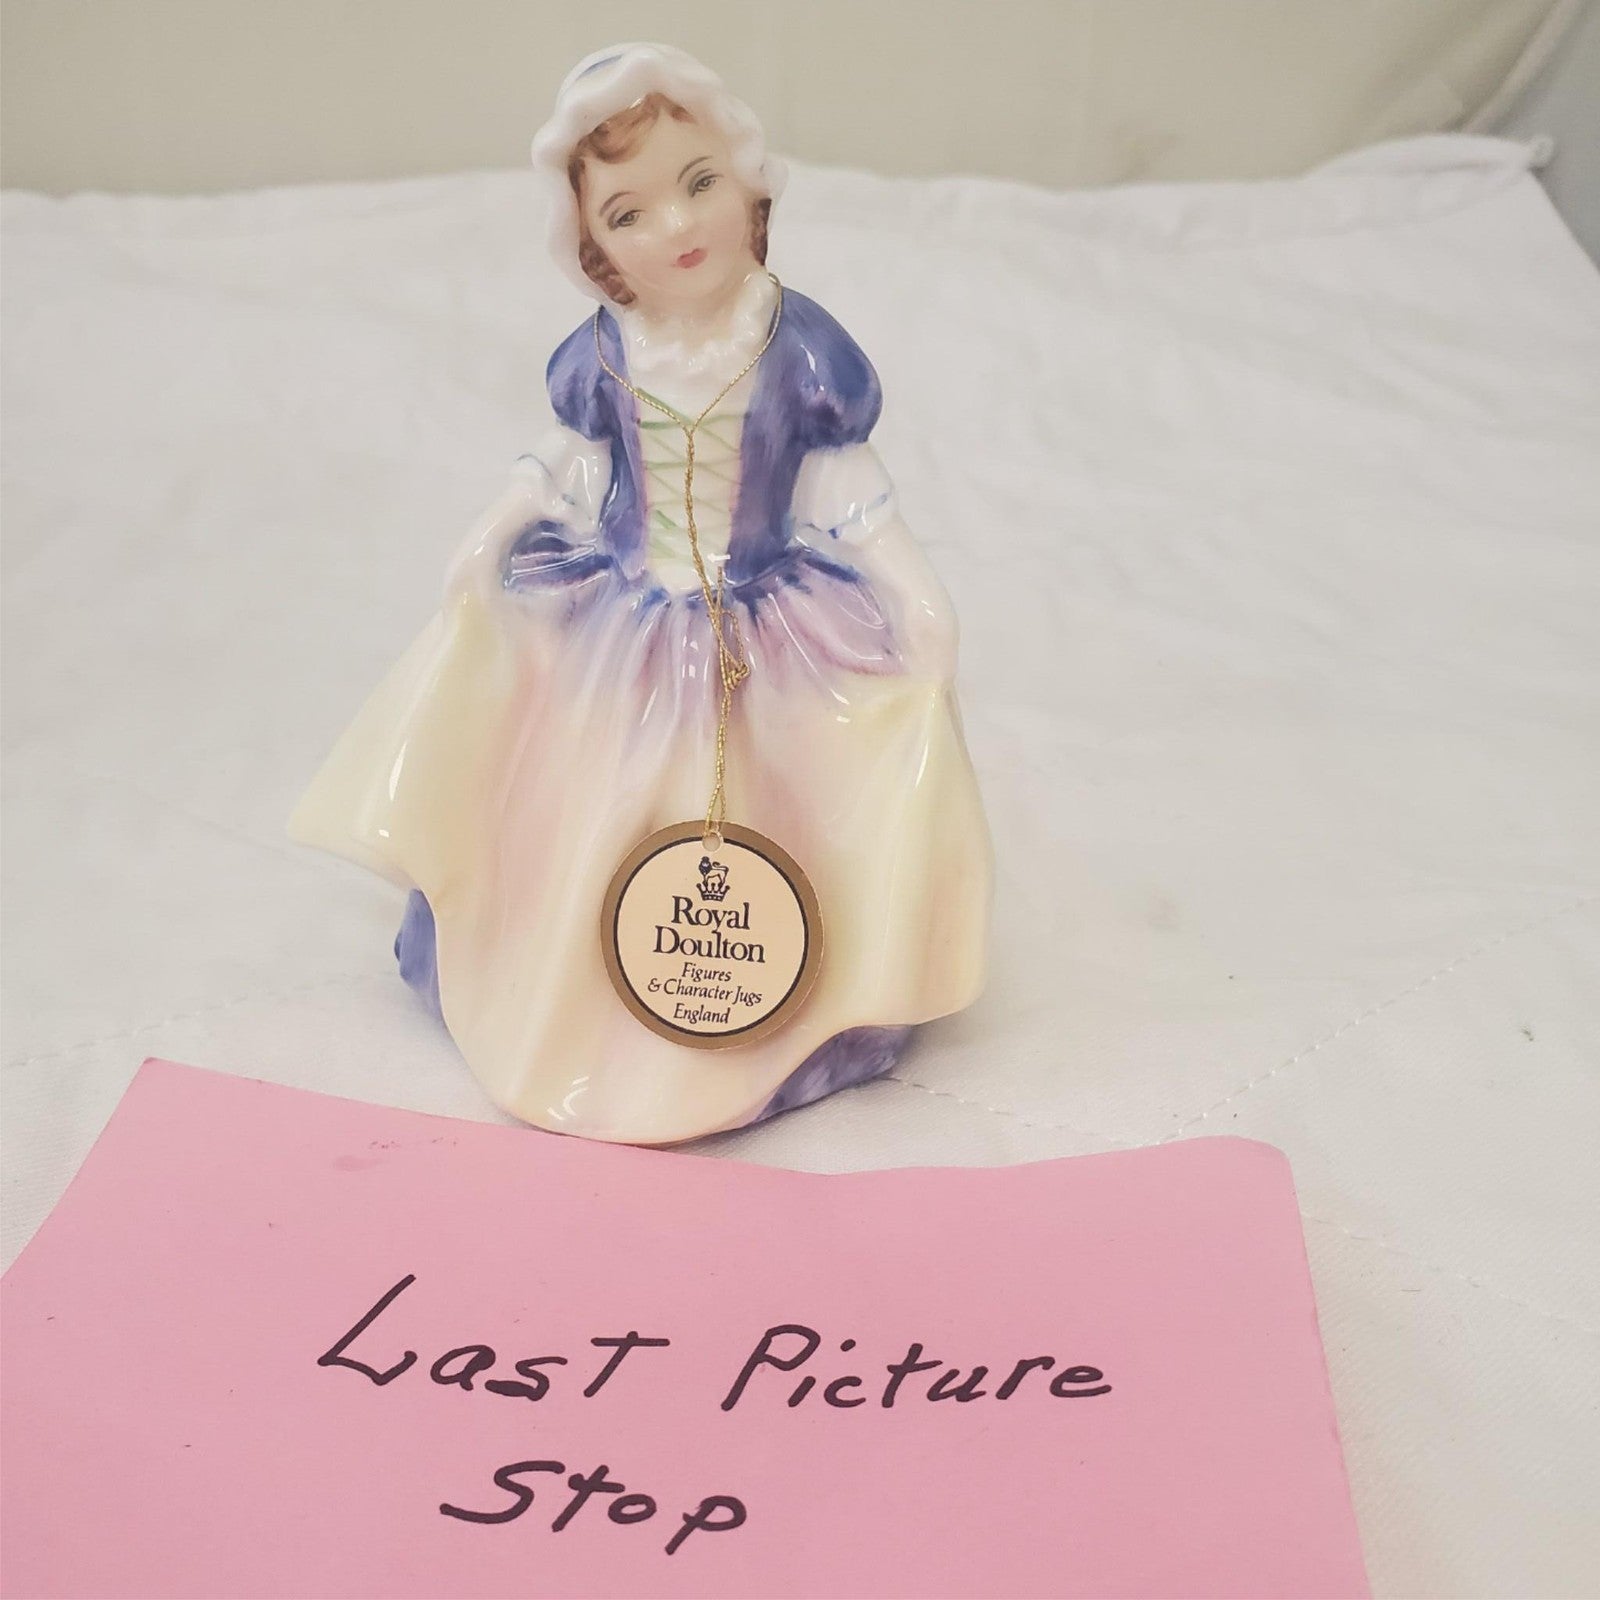 Royal
Doulton
Figures
& Character Jugs
England
Last Picture
Stop